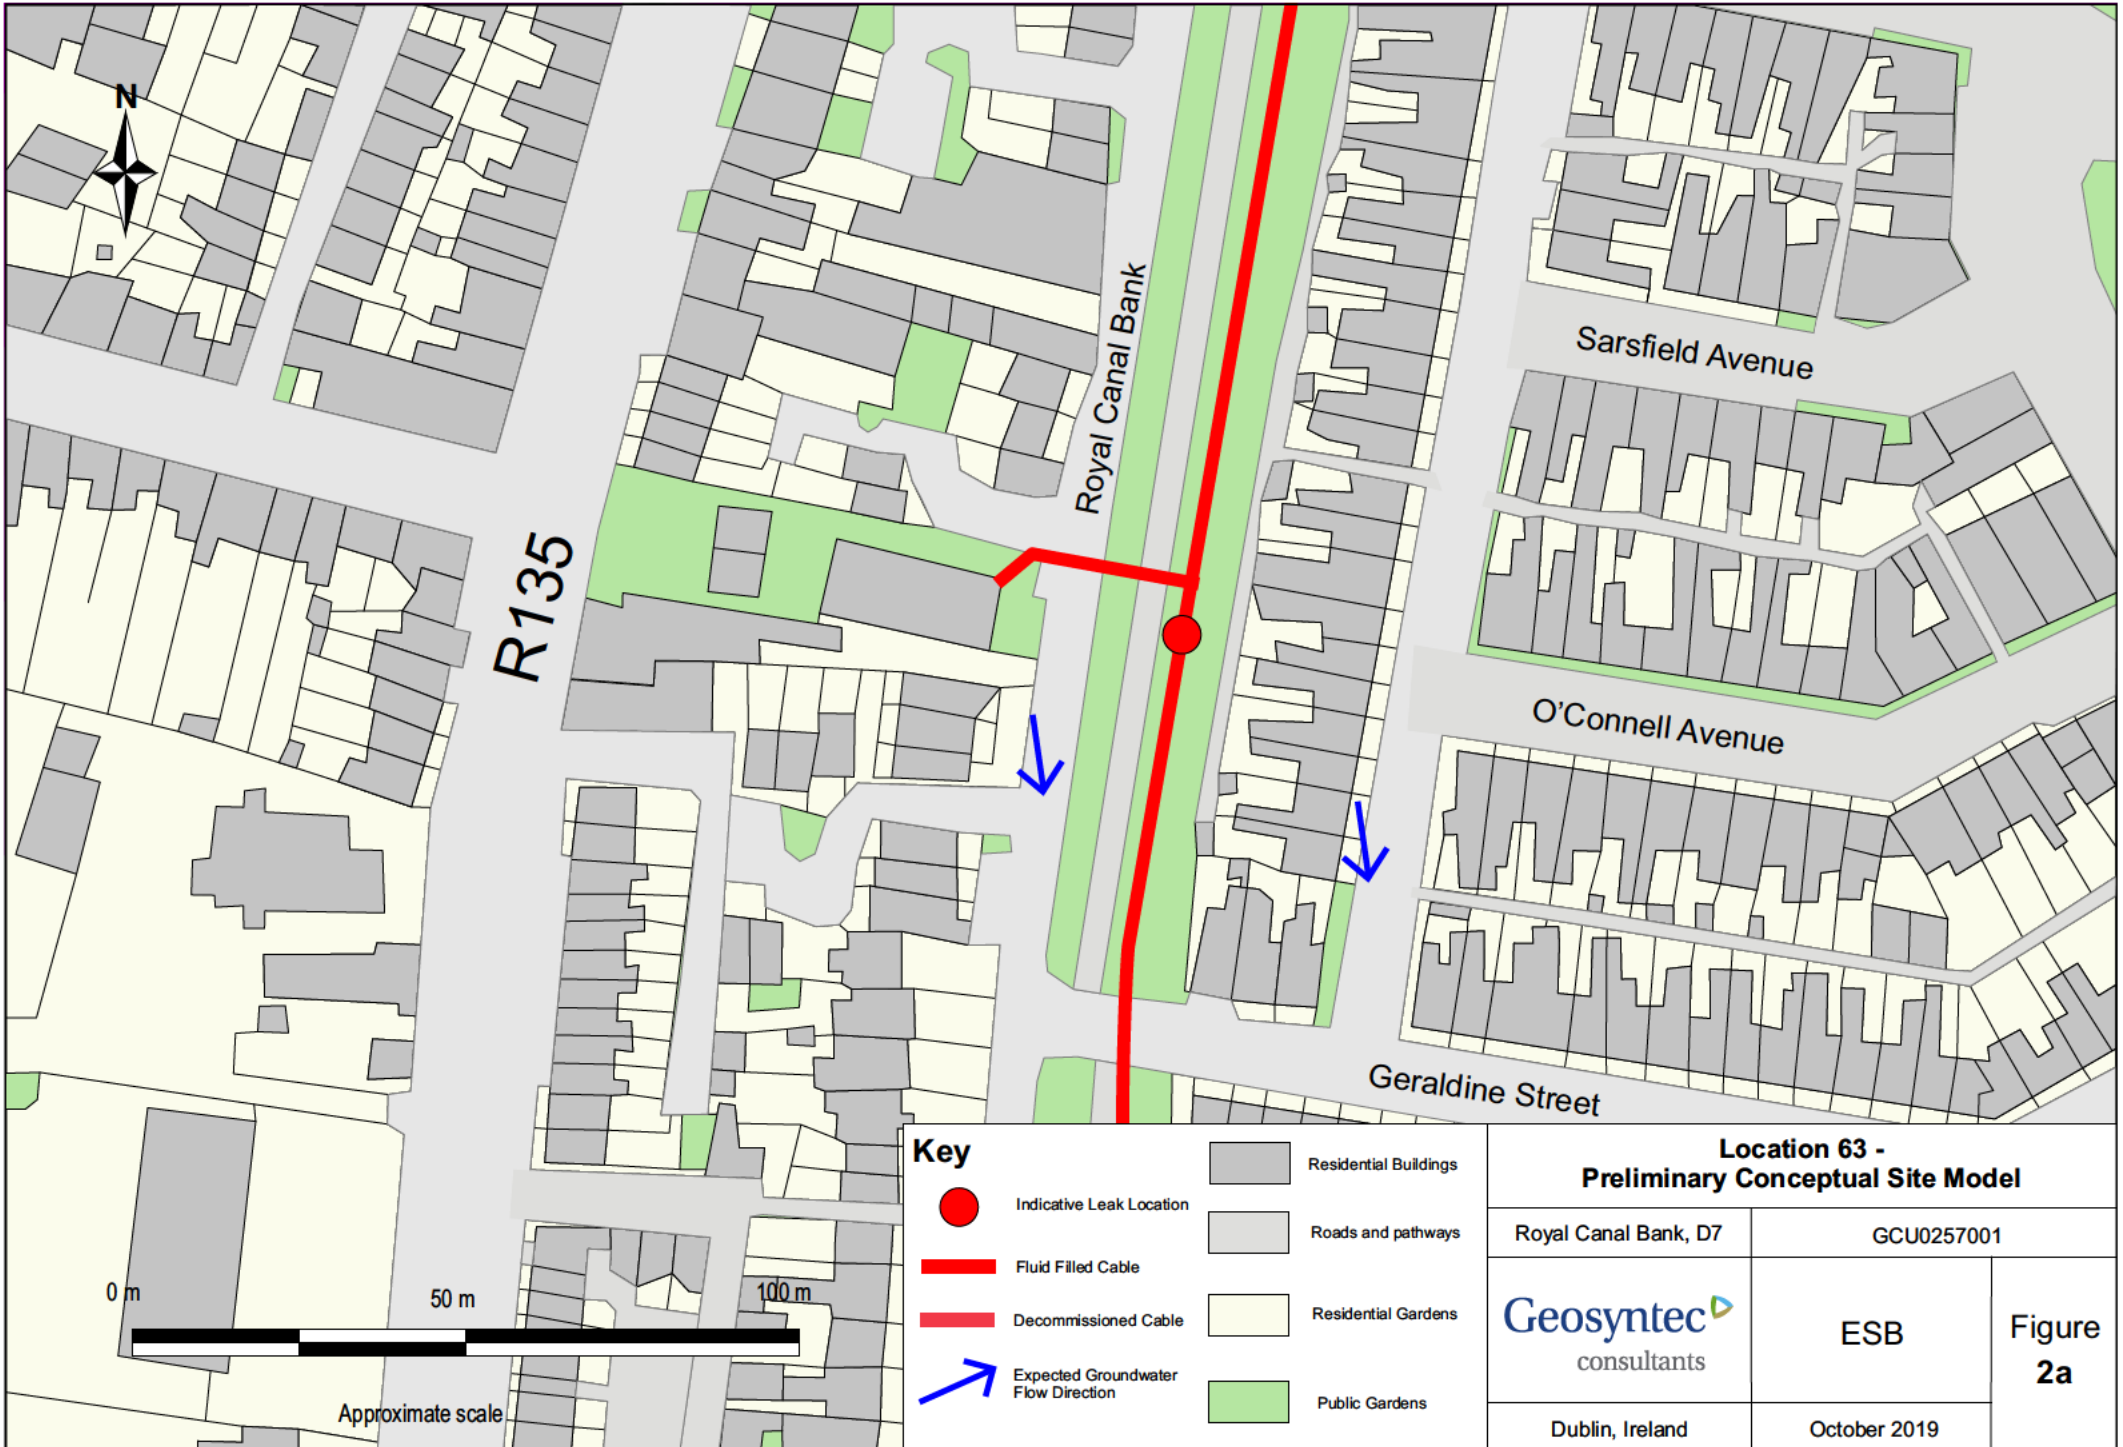 N
Royal Canal Bank
Sarsfield Avenue
R135
O'Connell Avenue
Geraldine Street
0 m
50 m
100 m
Approximate scale
Key
Indicative Leak Location
Fluid Filled Cable
Decommissioned Cable
Expected Groundwater
Flow Direction
Residential Buildings
Roads and pathways
Residential Gardens
Public Gardens
Location 63 -
Preliminary Conceptual Site Model
Royal Canal Bank, D7
GCU0257001
Geosyntec
consultants
ESB
Figure
2a
Dublin, Ireland
October 2019